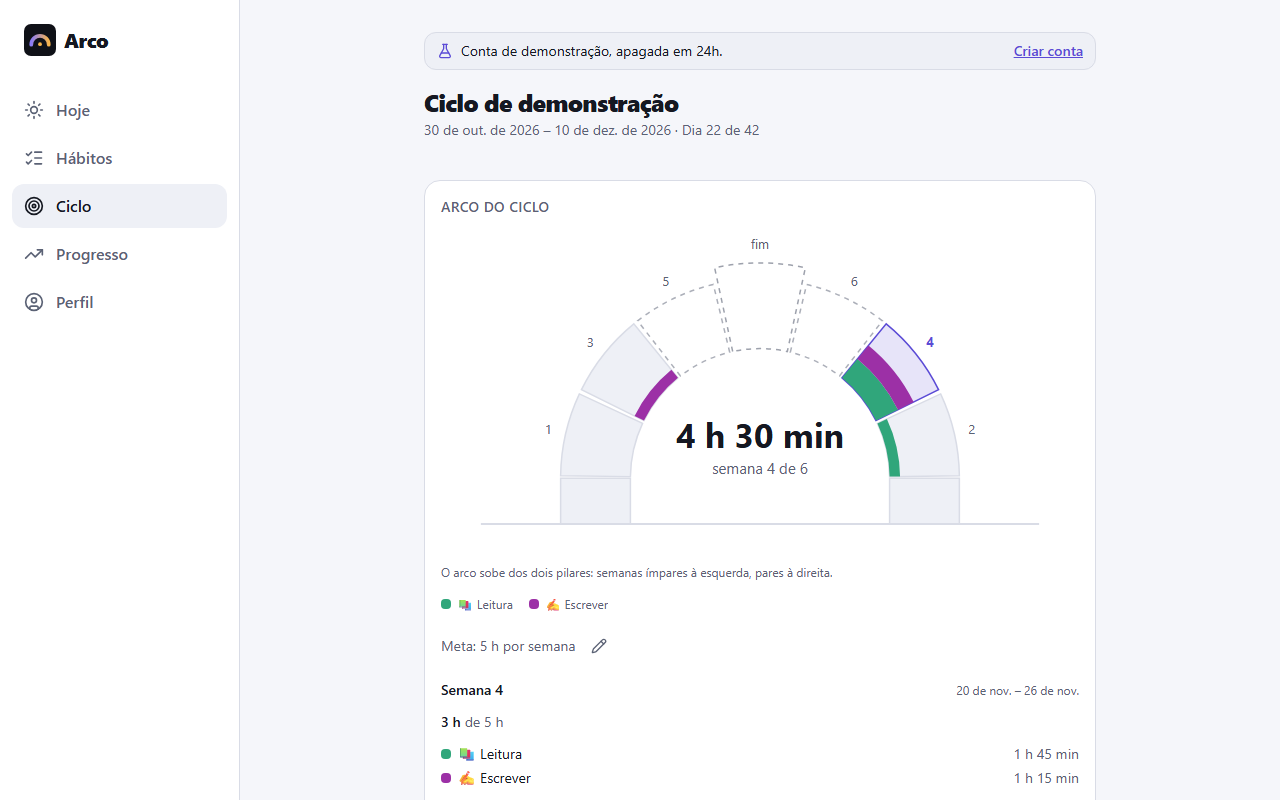 Arco
Hoje
Hábitos
Ciclo
Progresso
Perfil
Conta de demonstração, apagada em 24h.
Criar conta
Ciclo de demonstração
30 de out. de 2026 – 10 de dez. de 2026 · Dia 22 de 42
ARCO DO CICLO
fim
5
6
3
4
1
2
4 h 30 min
semana 4 de 6
O arco sobe dos dois pilares: semanas ímpares à esquerda, pares à direita.
Leitura
Escrever
Meta: 5 h por semana
Semana 4
20 de nov. – 26 de nov.
3 h de 5 h
Leitura
1 h 45 min
Escrever
1 h 15 min